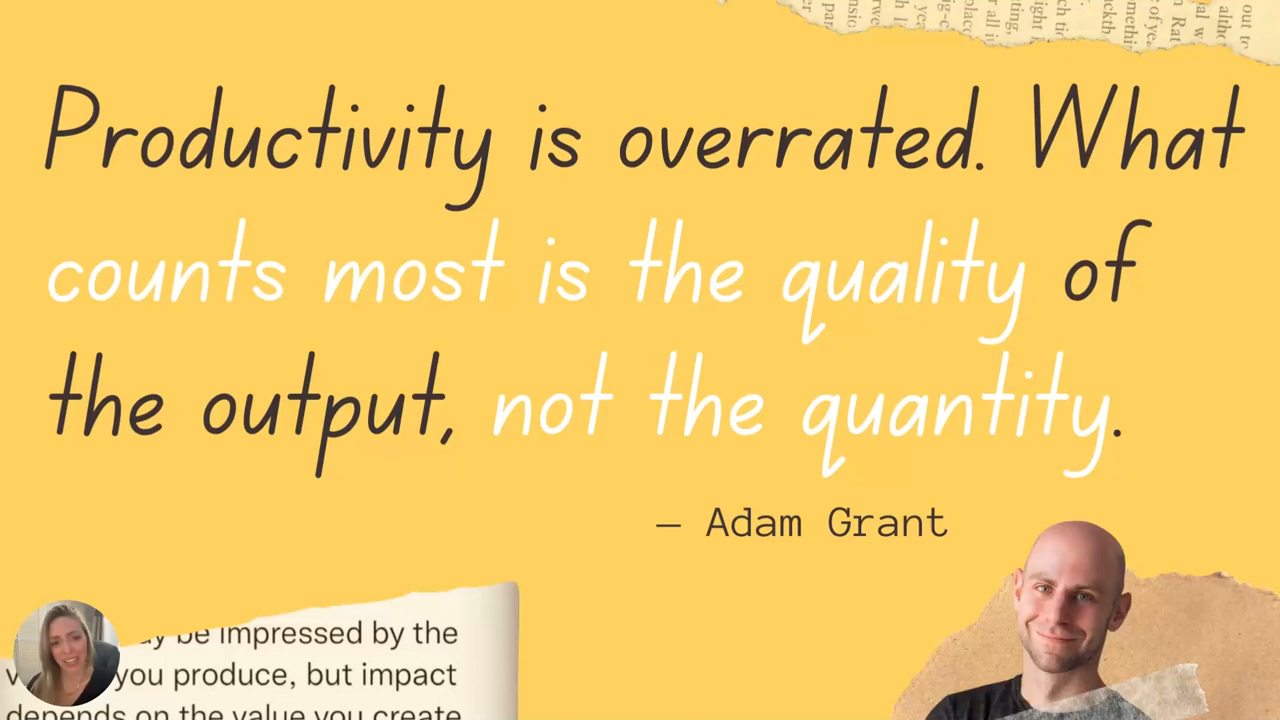 Productivity is overrated. What
counts most is the quality of
the output, not the quantity.
— Adam Grant
be impressed by the
you produce, but impact
depends on the value you create